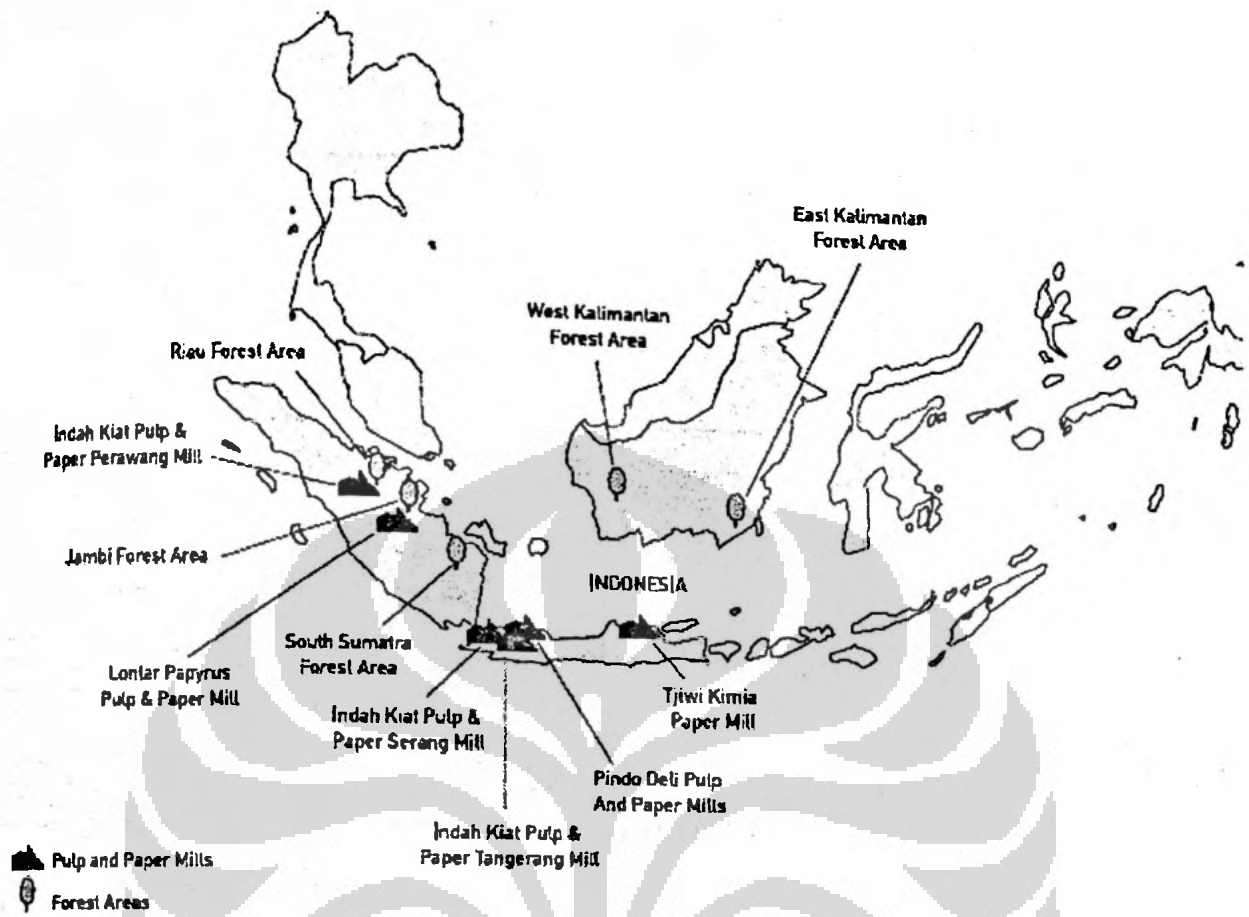 East Kalimantan
Forest Area
West Kalimantan
Forest Area
Riau Forest Area
Indah Kiat Pulp &
Paper Perawang Mill
Jambi Forest Area
INDONESIA
South Sumatra
Forest Area
Lontar Papyrus
Pulp & Paper Mill
Indah Kiat Pulp &
Paper Serang Mill
Tjiwi Kimia
Paper Mill
Pindo Deli Pulp
And Paper Mills
Indah Kiat Pulp &
Paper Tangerang Mill
Pulp and Paper Mills
Forest Areas